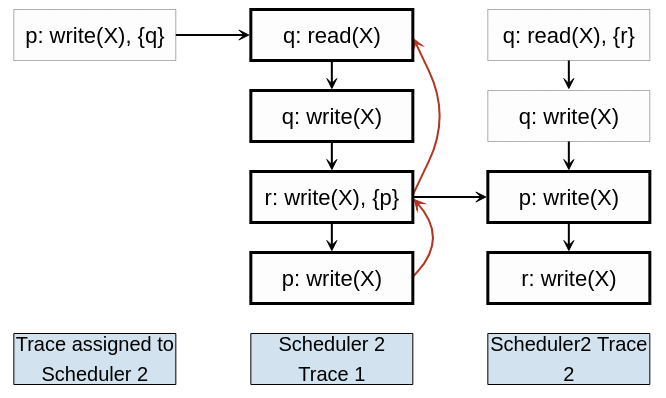 p: write(X), {q}
q: read(X)
q: read(X), {r}
q: write(X)
q: write(X)
r: write(X), {p}
p: write(X)
p: write(X)
r: write(X)
Trace assigned to
Scheduler 2
Scheduler 2
Trace 1
Scheduler2 Trace
2